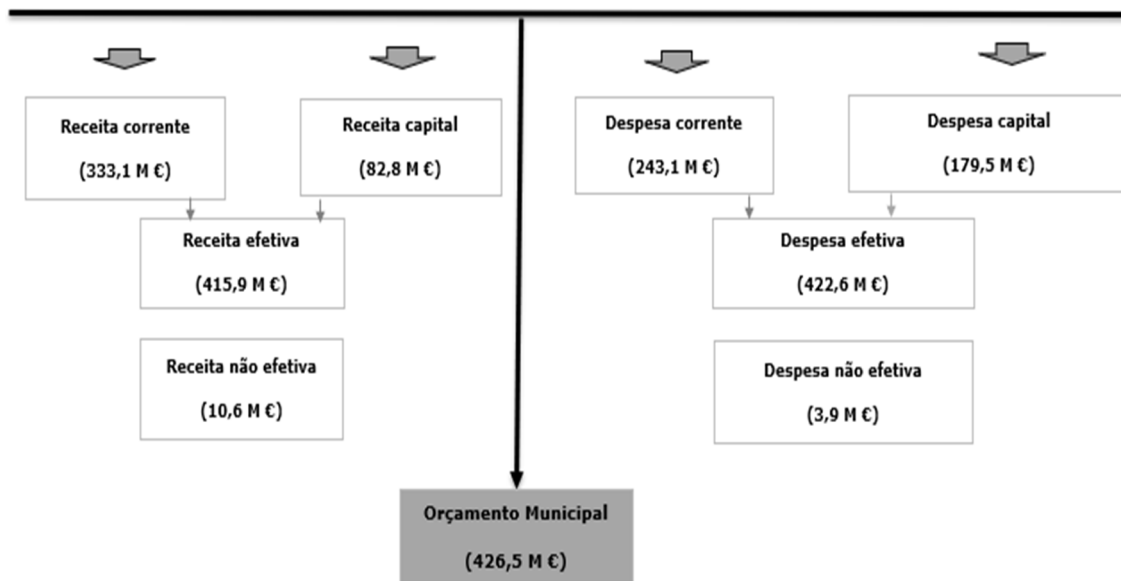 Receita corrente
(333,1 M €)
Receita capital
(82,8 M €)
Despesa corrente
(243,1 M €)
Despesa capital
(179,5 M €)
Receita efetiva
(415,9 M €)
Despesa efetiva
(422,6 M €)
Receita não efetiva
(10,6 M €)
Despesa não efetiva
(3,9 M €)
Orçamento Municipal
(426,5 M €)